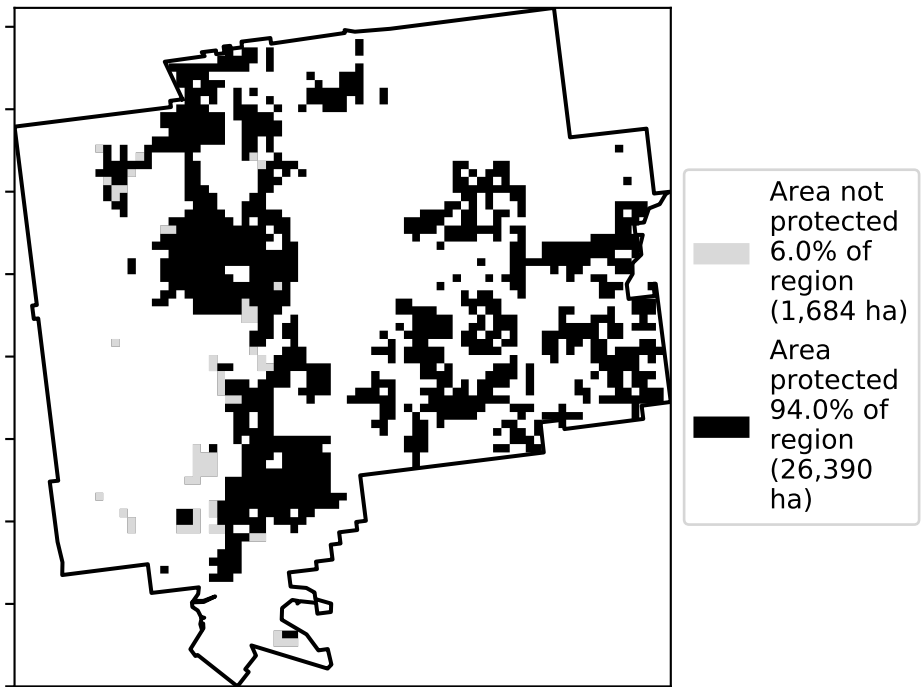 Area not
protected
6.0% of
region
(1,684 ha)
Area
protected
94.0% of
region
(26,390
ha)